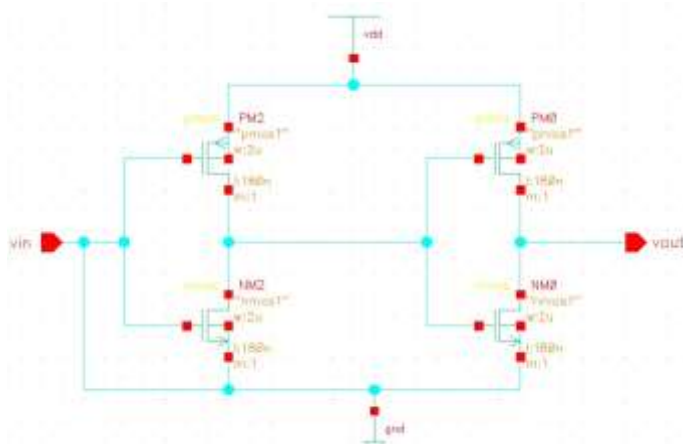 vdd
PM2
"pmos1"
w:2u
l:180n
m:1
PM0
"pmos1"
w:2u
l:180n
m:1
vin
vout
NM2
"nmos1"
w:2u
l:180n
m:1
NM0
"nmos1"
w:2u
l:180n
m:1
gnd